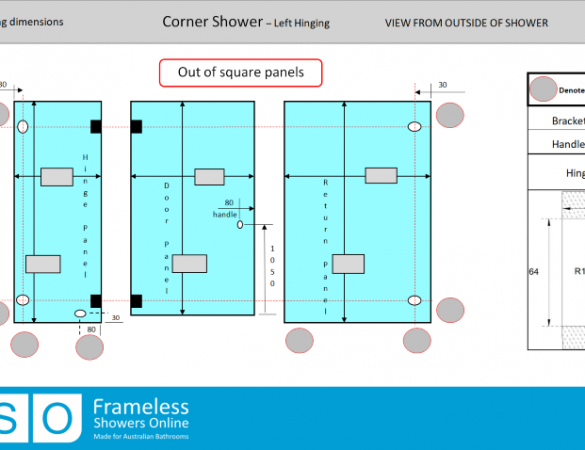 ng dimensions
Corner Shower – Left Hinging
VIEW FROM OUTSIDE OF SHOWER
Out of square panels
30
30
Denote
Bracket
Handle
Hing
Hinge Panel
Door Panel
80
handle
1050
Return Panel
64
R1
30
80
SO
Frameless
Showers Online
Made for Australian Bathrooms